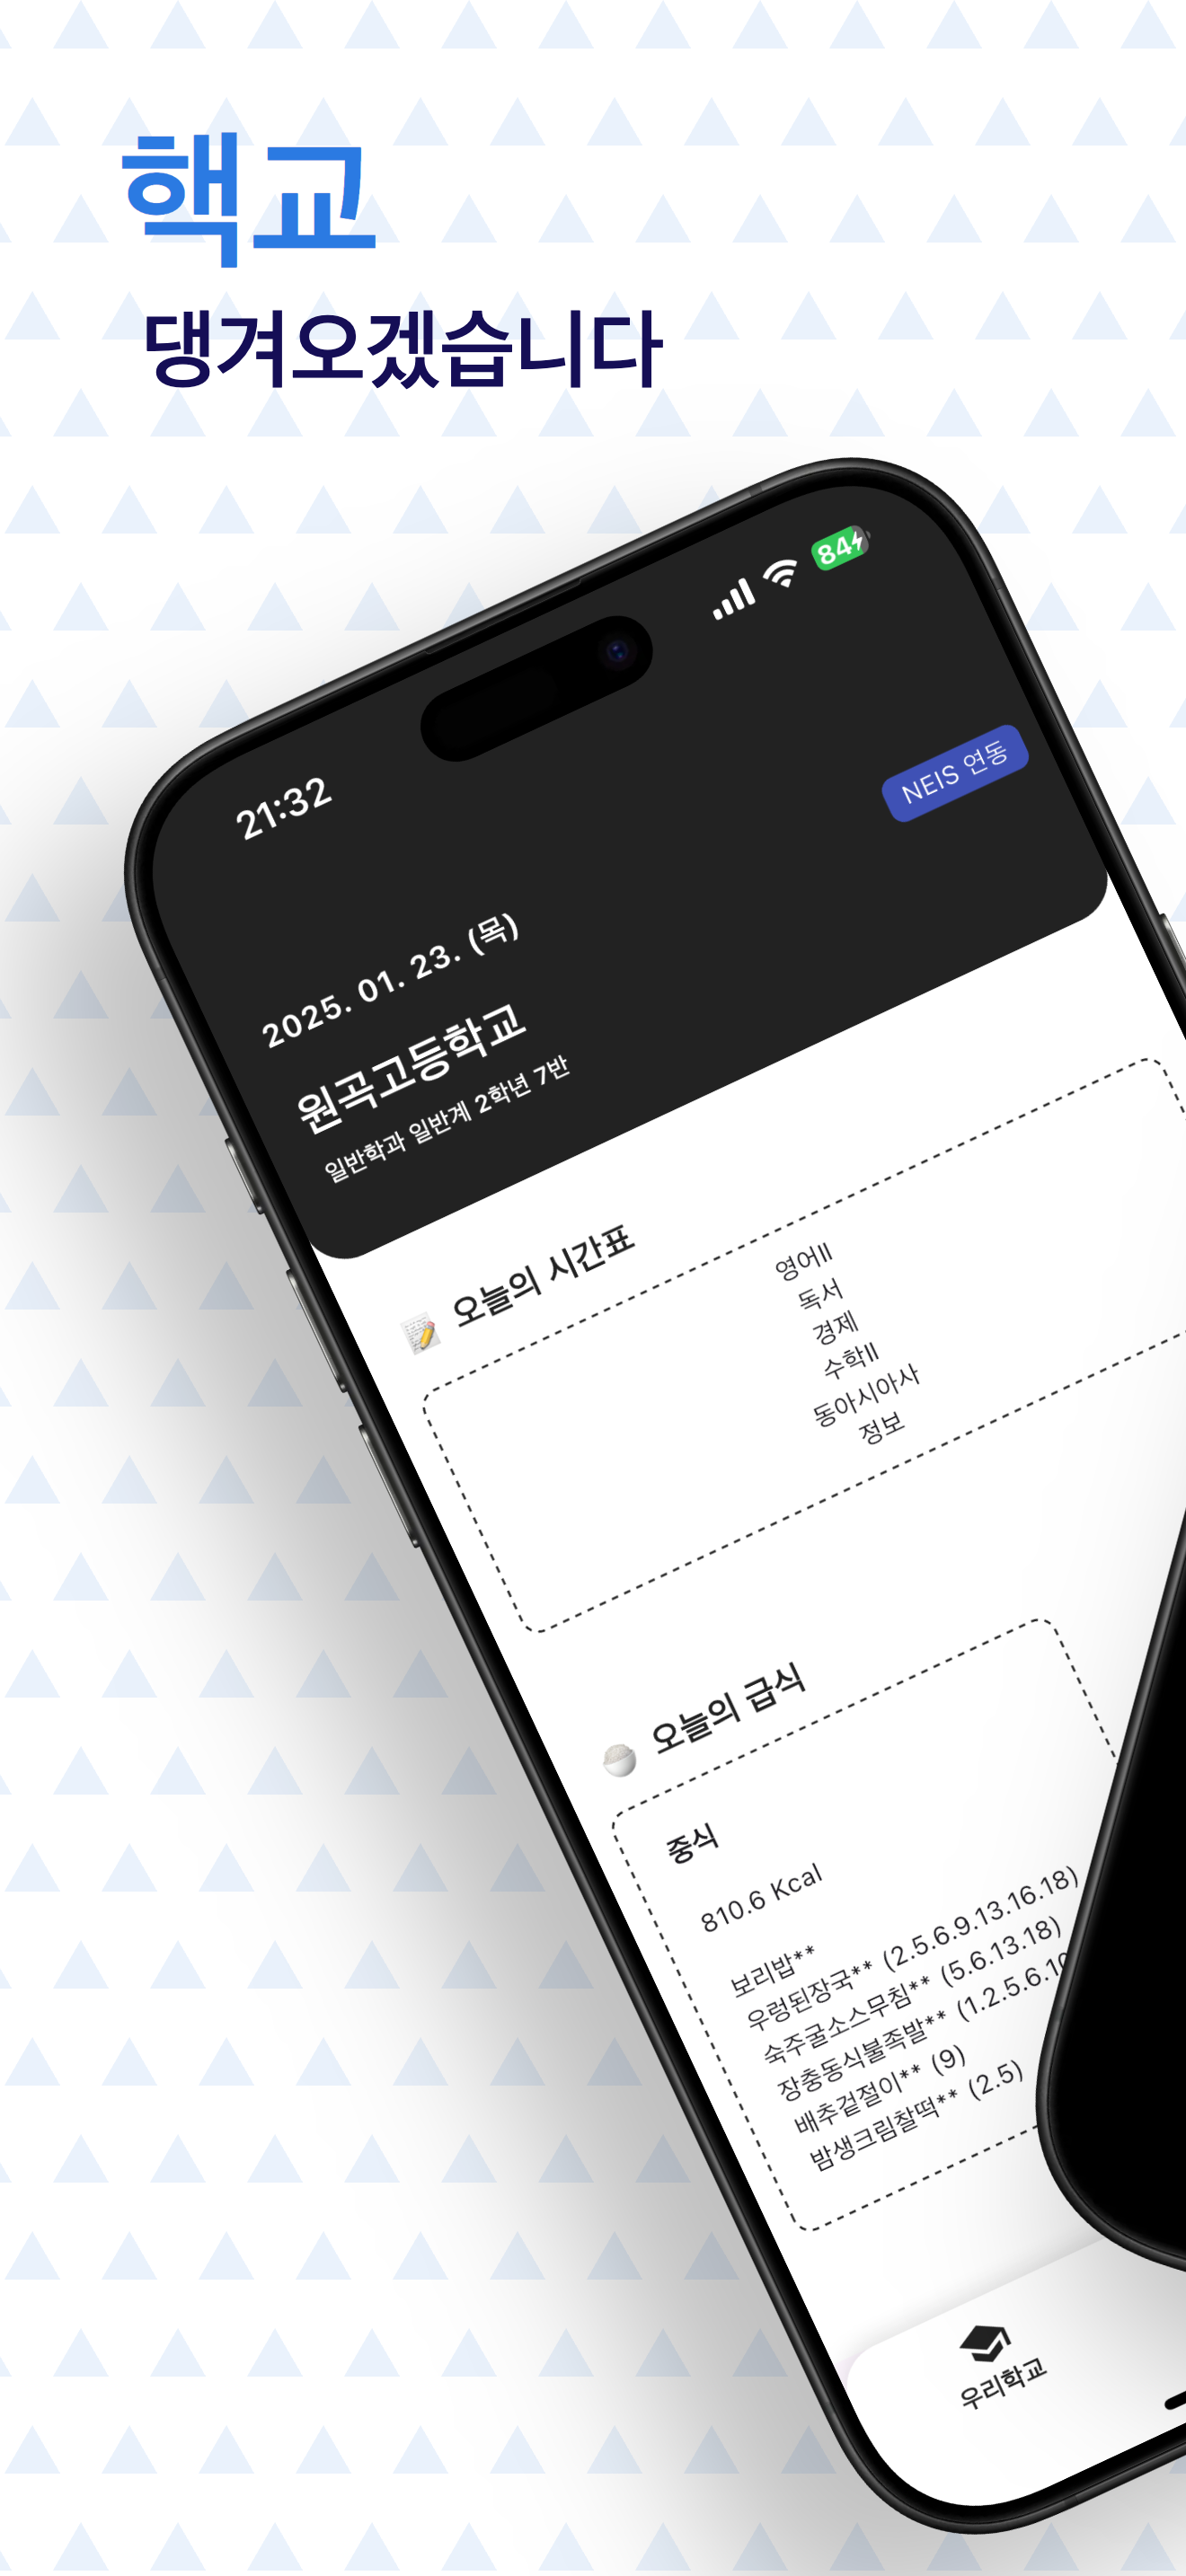 핵교
댕겨오겠습니다
84
21:32
NEIS 연동
2025. 01. 23. (목)
원곡고등학교
일반학과 일반계 2학년 7반
오늘의 시간표
영어II
독서
경제
수학II
동아시아사
정보
오늘의 급식
중식
810.6 Kcal
보리밥**
우렁된장국** (2.5.6.9.13.16.18)
숙주굴소스무침** (5.6.13.18)
장충동식불족발** (1.2.5.6.10
배추겉절이** (9)
밤생크림찰떡** (2.5)
우리학교